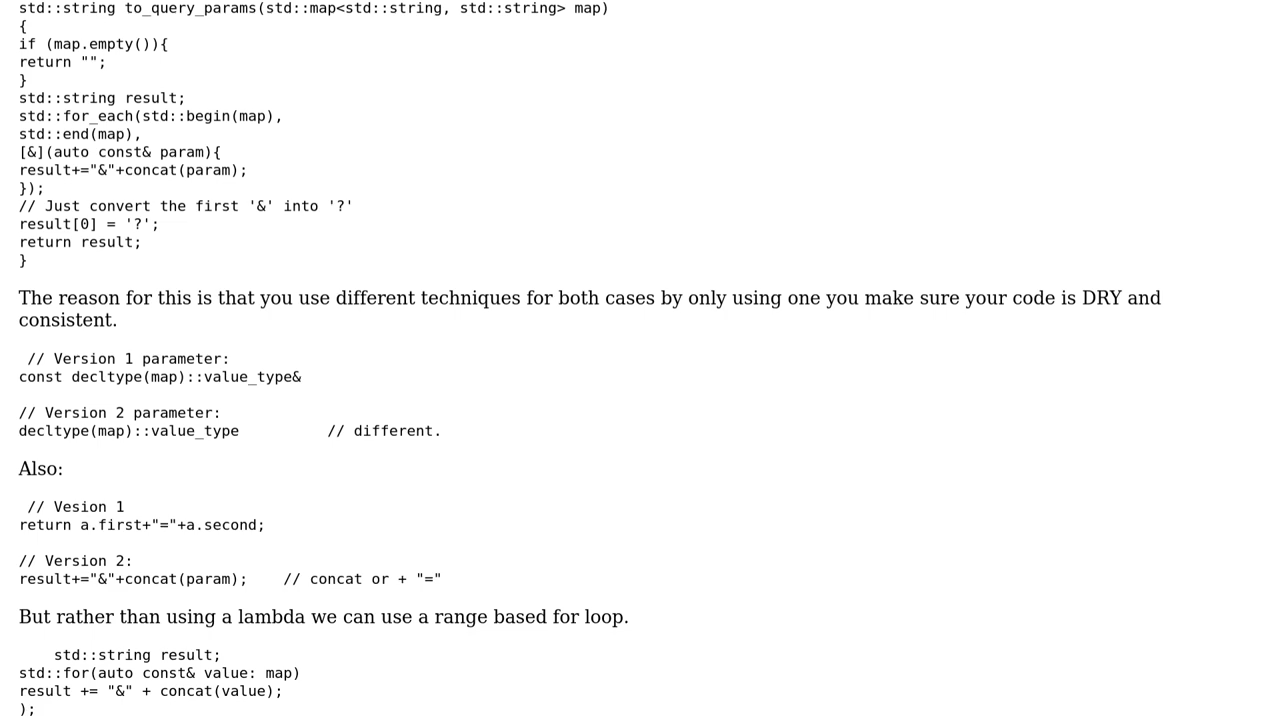 std::string to_query_params(std::map<std::string, std::string> map)
{
if (map.empty()){
return "";
}
std::string result;
std::for_each(std::begin(map),
std::end(map),
[&](auto const& param){
result+="&"+concat(param);
});
// Just convert the first '&' into '?'
result[0] = '?';
return result;
}
The reason for this is that you use different techniques for both cases by only using one you make sure your code is DRY and
consistent.
// Version 1 parameter:
const decltype(map)::value_type&
// Version 2 parameter:
decltype(map)::value_type          // different.
Also:
// Vesion 1
return a.first+"="+a.second;
// Version 2:
result+="&"+concat(param);    // concat or + "="
But rather than using a lambda we can use a range based for loop.
std::string result;
std::for(auto const& value: map)
result += "&" + concat(value);
);